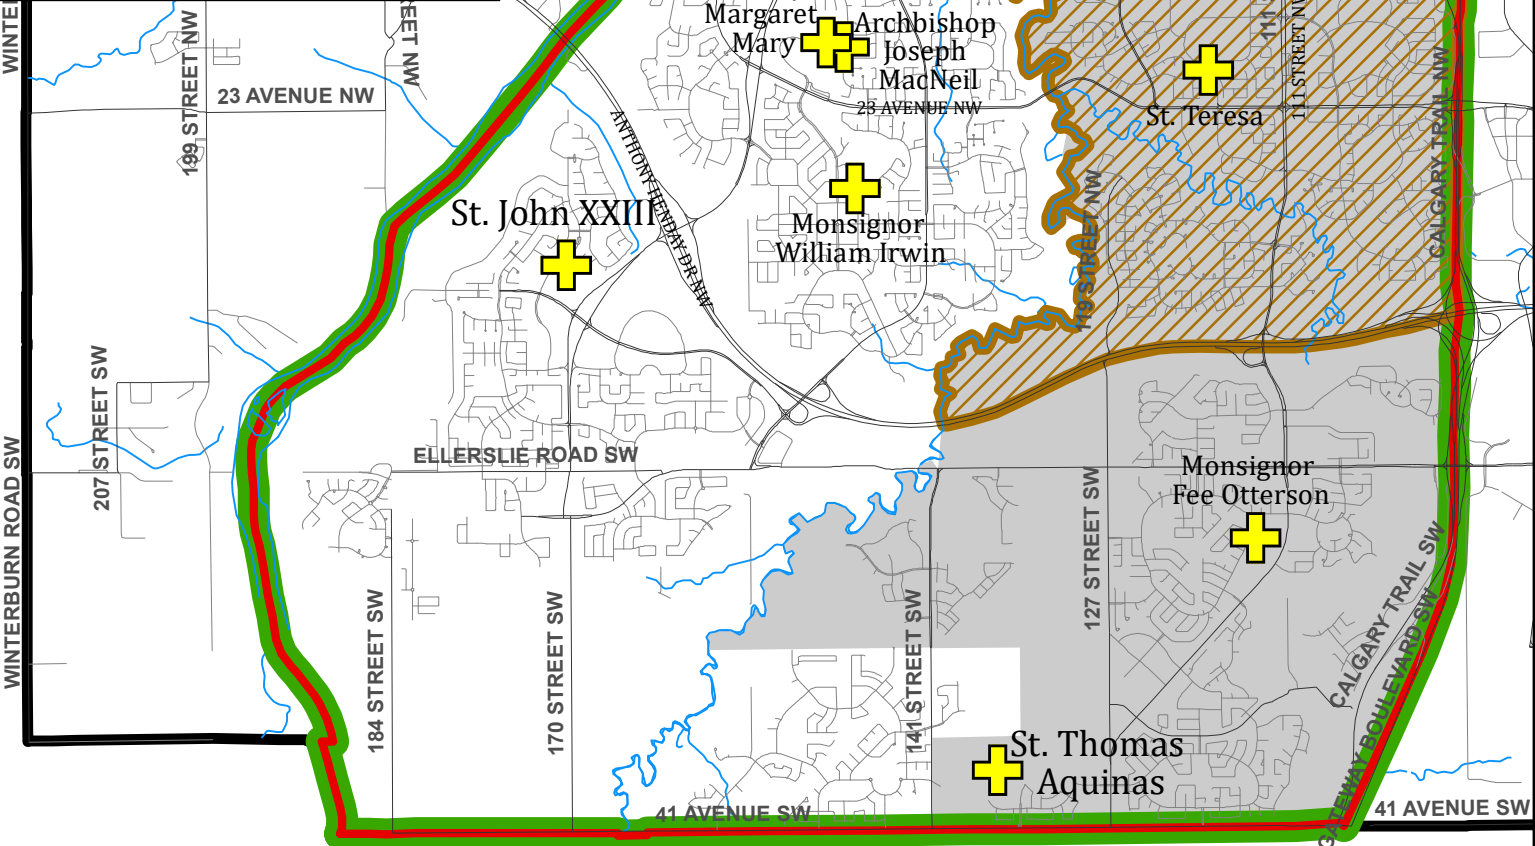 WINTER
199 STREET NW
REET NW
23 AVENUE NW
Margaret
Mary
Archbishop
Joseph
MacNeil
23 AVENUE NW
111
111 STREET NW
St. Teresa
CALGARY TRAIL NW
ANTHONY HENDAY DR NW
St. John XXIII
Monsignor
William Irwin
119 STREET NW
207 STREET SW
WINTERBURN ROAD SW
ELLERSLIE ROAD SW
Monsignor
Fee Otterson
127 STREET SW
CALGARY TRAIL SW
GATEWAY BOULEVARD SW
184 STREET SW
170 STREET SW
141 STREET SW
St. Thomas
Aquinas
41 AVENUE SW
41 AVENUE SW